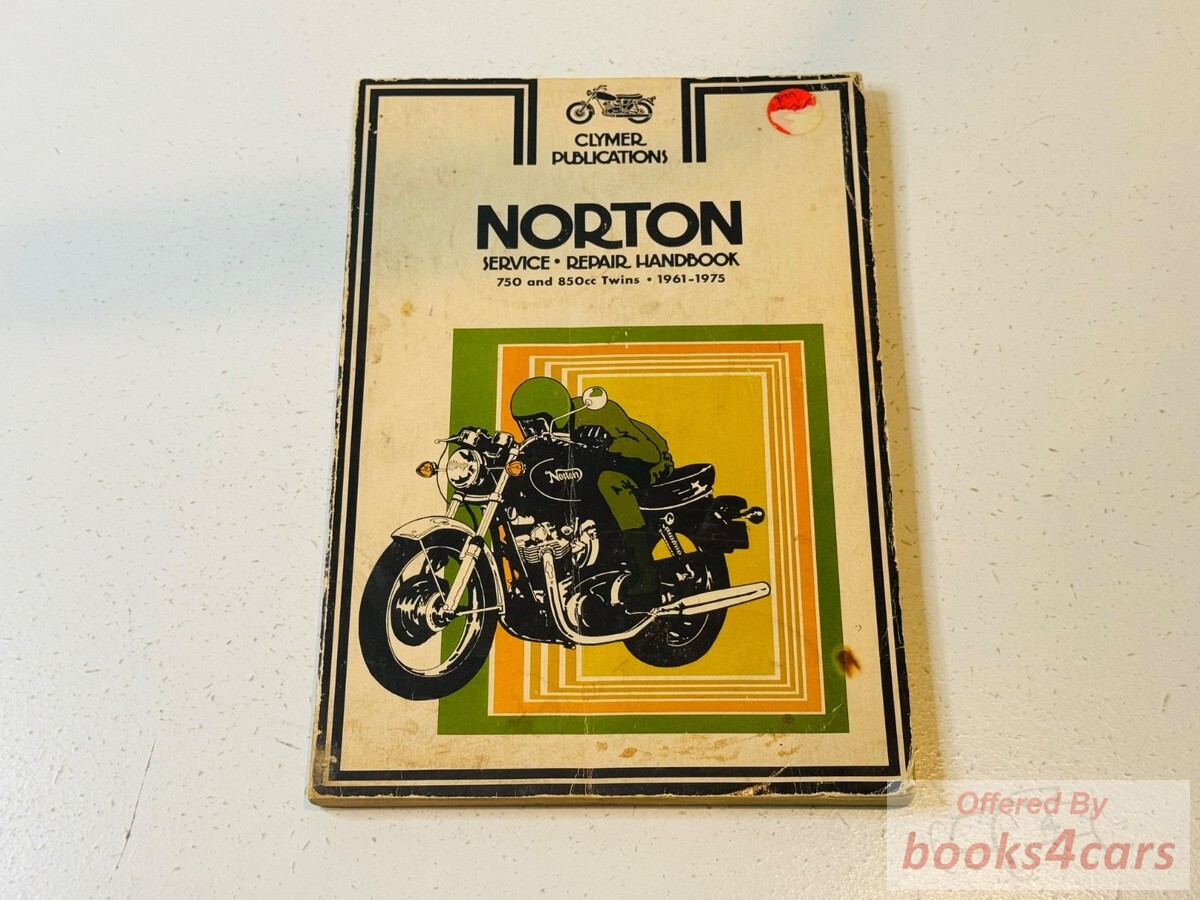 CLYMER
PUBLICATIONS
NORTON
SERVICE • REPAIR HANDBOOK
750 and 850cc Twins • 1961-1975
Norton
Offered By
books4cars